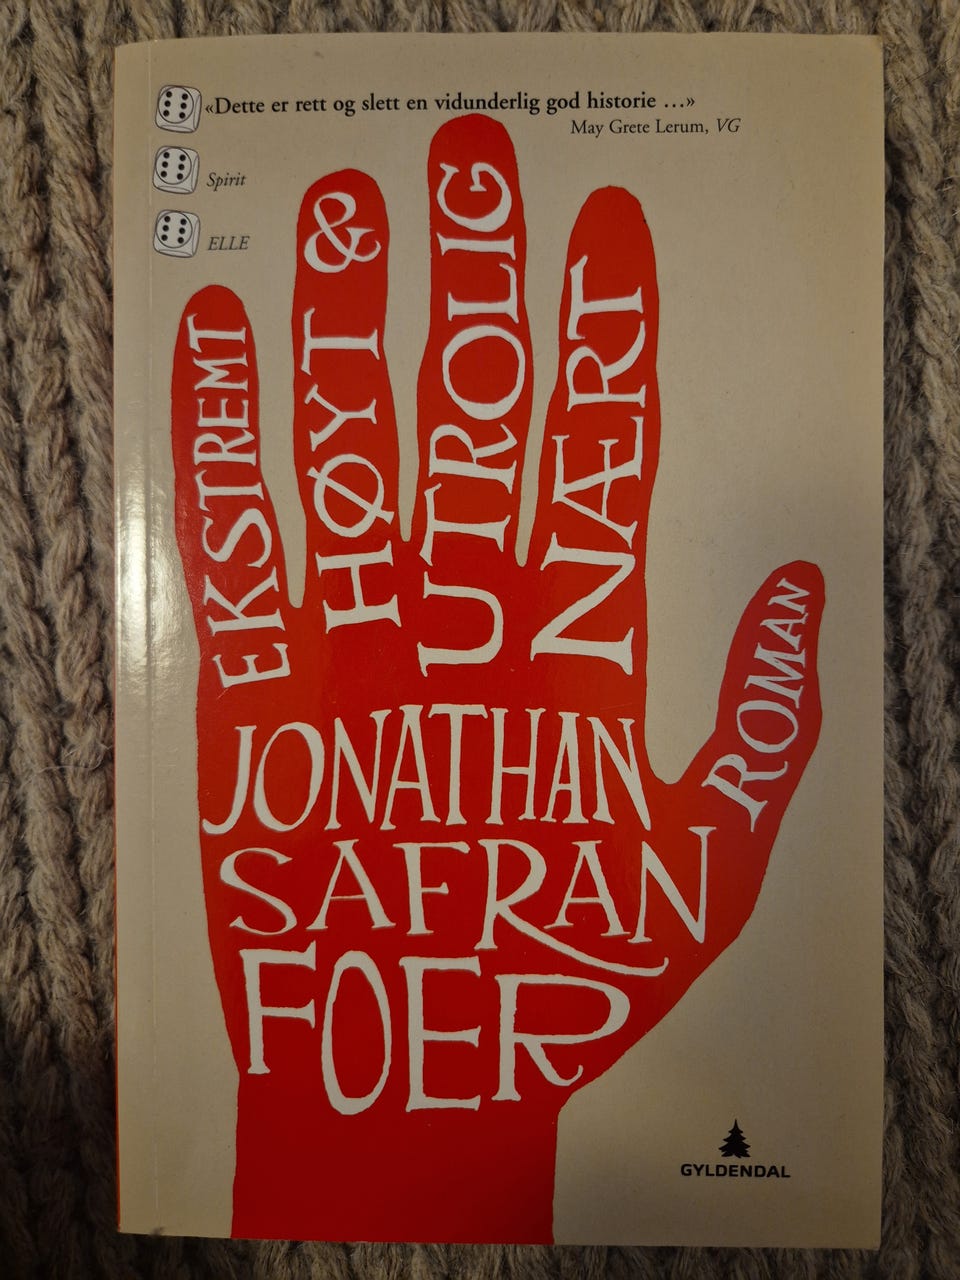 «Dette er rett og slett en vidunderlig god historie ...»
May Grete Lerum, VG
Spirit
ELLE
EKSTREMT
HØYT &
UTROLIG
NÆRT
ROMAN
JONATHAN
SAFRAN
FOER
GYLDENDAL